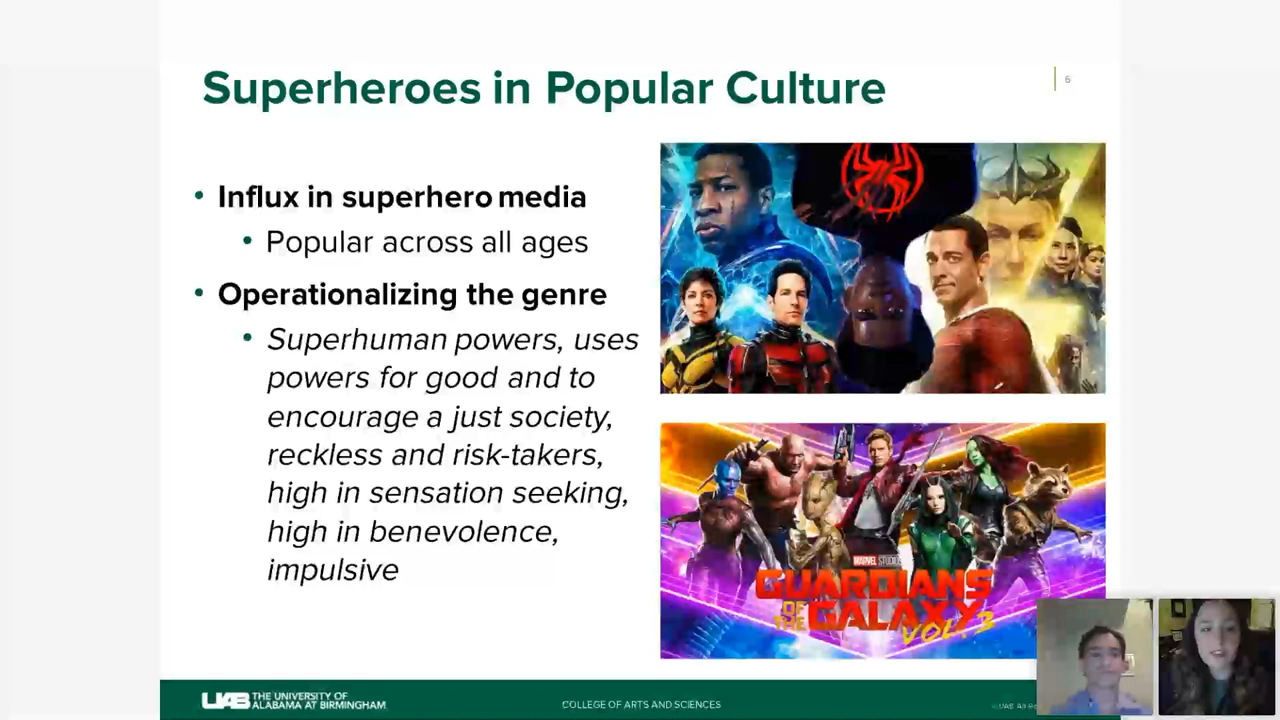 Superheroes in Popular Culture
• Influx in superhero media
• Popular across all ages
• Operationalizing the genre
• Superhuman powers, uses
powers for good and to
encourage a just society,
reckless and risk-takers,
high in sensation seeking,
high in benevolence,
impulsive
MARVEL STUDIOS
GUARDIANS
OF
THE
GALAXY
VOL. 3
UAB THE UNIVERSITY OF
ALABAMA AT BIRMINGHAM
COLLEGE OF ARTS AND SCIENCES